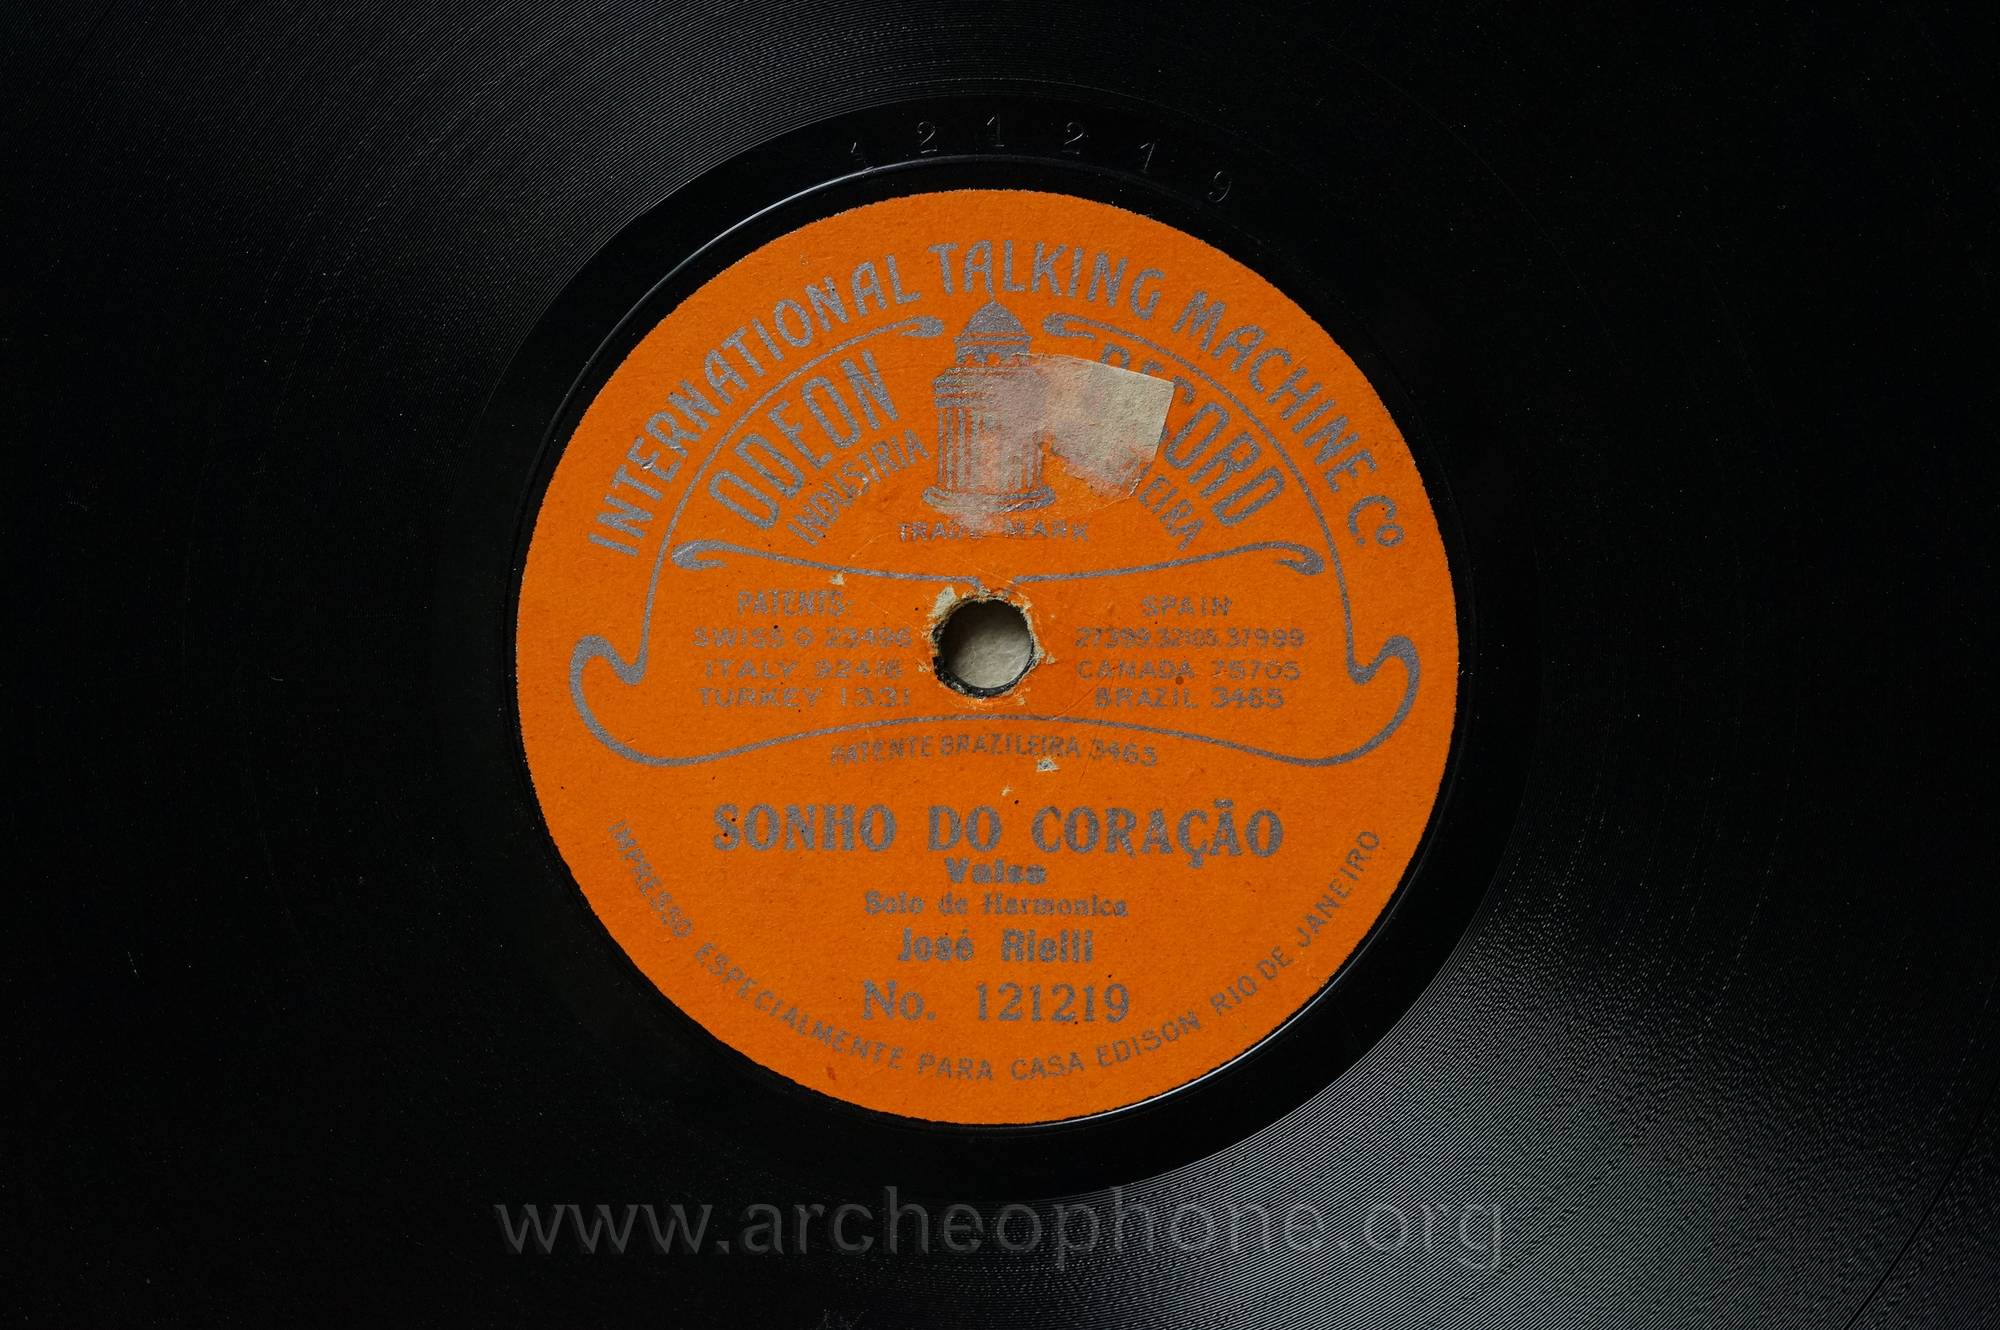 121219
INTERNATIONAL TALKING MACHINE Co
ODEON RECORD
INDUSTRIA
TRADE MARK
PATENTS:
SWISS O 23496
ITALY 92416
TURKEY 1331
SPAIN
27399.32105.37999
CANADA 75705
BRAZIL 3465
PATENTE BRAZILEIRA 3465
SONHO DO CORAÇÃO
Valsa
Solo de Harmonica
José Rielli
No. 121219
IMPRESSO ESPECIALMENTE PARA CASA EDISON RIO DE JANEIRO
www.archeophone.org